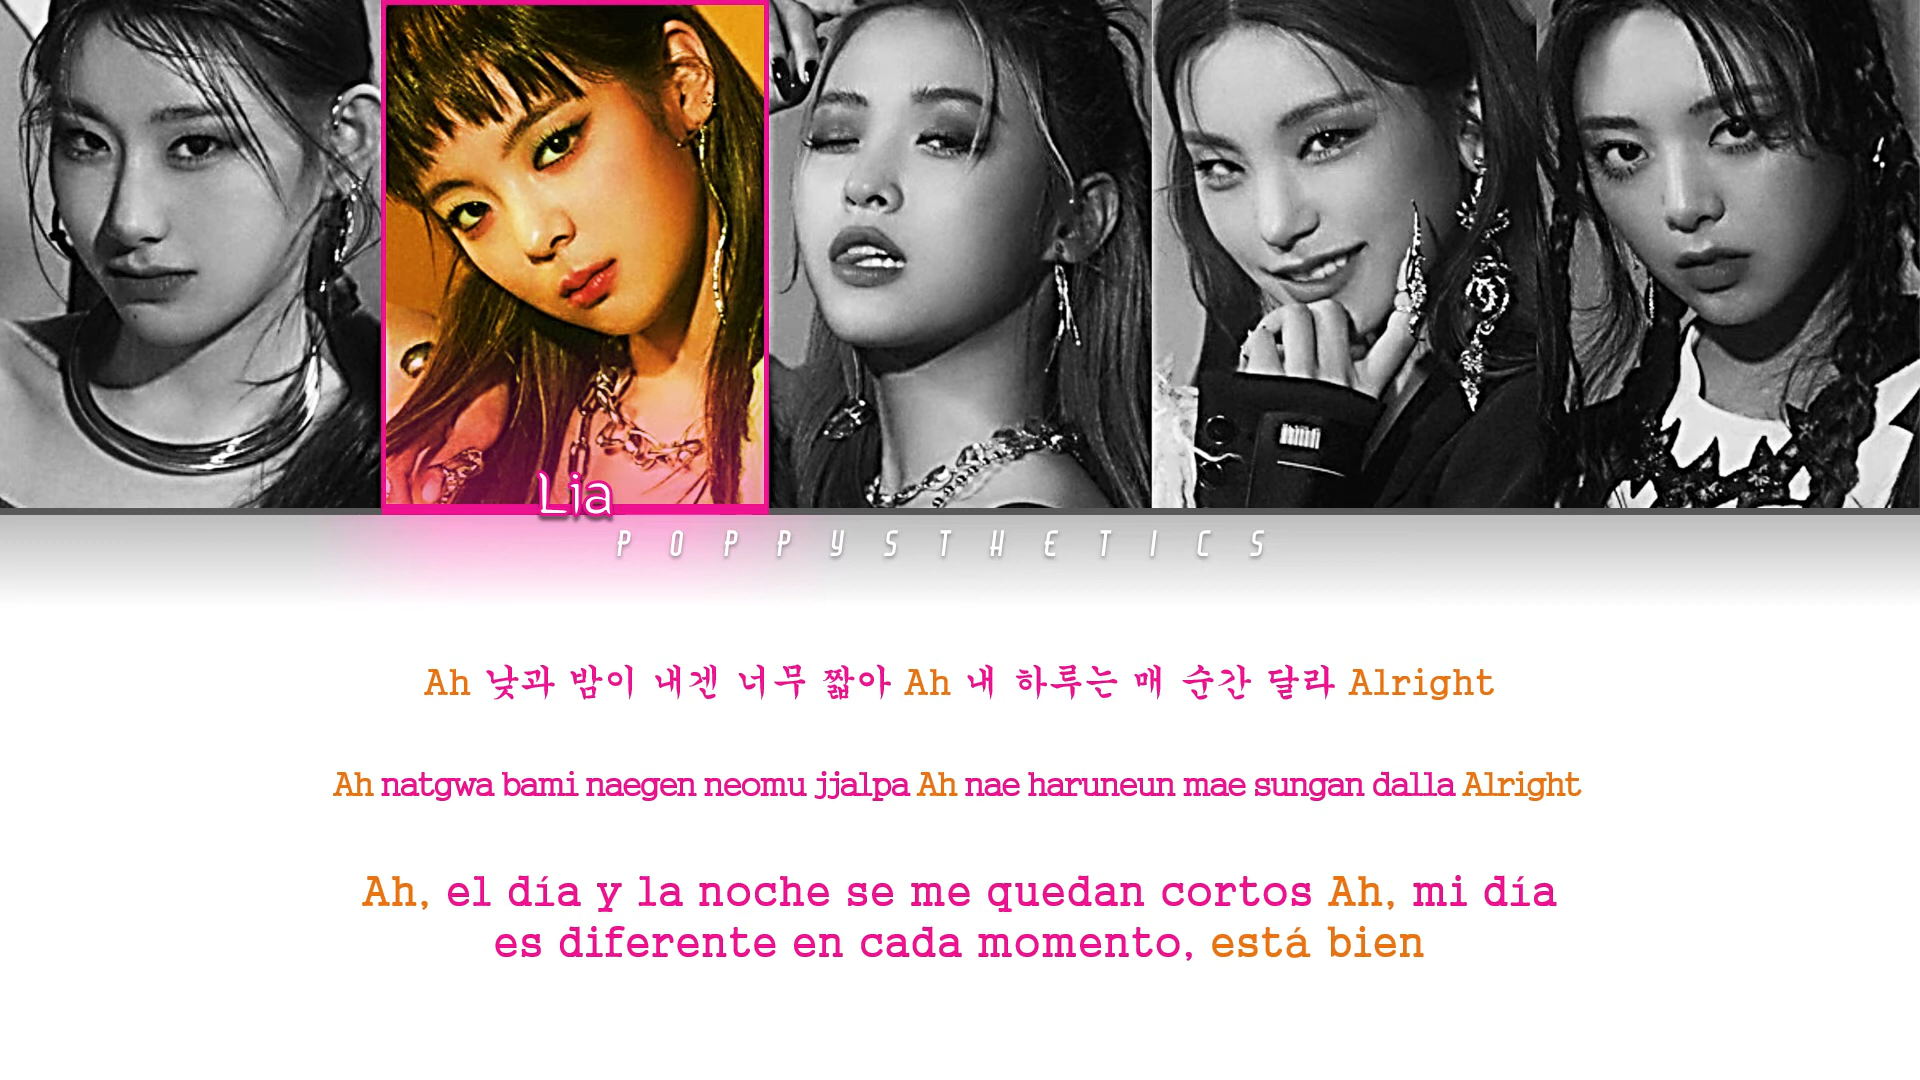 Lia
POPPYSTHETICS
Ah 낮과 밤이 내겐 너무 짧아 Ah 내 하루는 매 순간 달라 Alright
Ah natgwa bami naegen neomu jjalpa Ah nae haruneun mae sungan dalla Alright
Ah, el día y la noche se me quedan cortos Ah, mi día
es diferente en cada momento, está bien